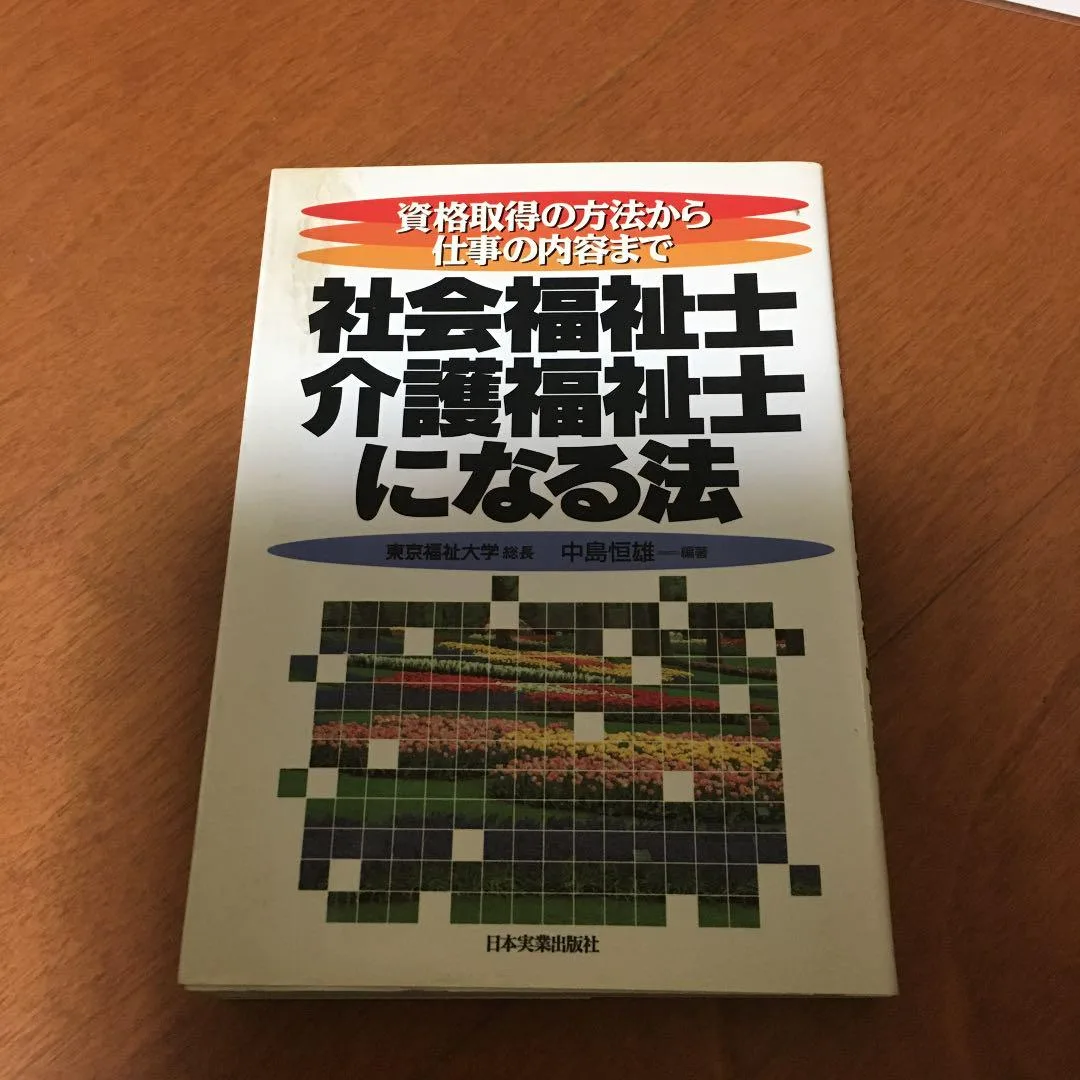 資格取得の方法から
仕事の内容まで
社会福祉士
介護福祉士
になる法
東京福祉大学 総長 中島恒雄――編著
日本実業出版社